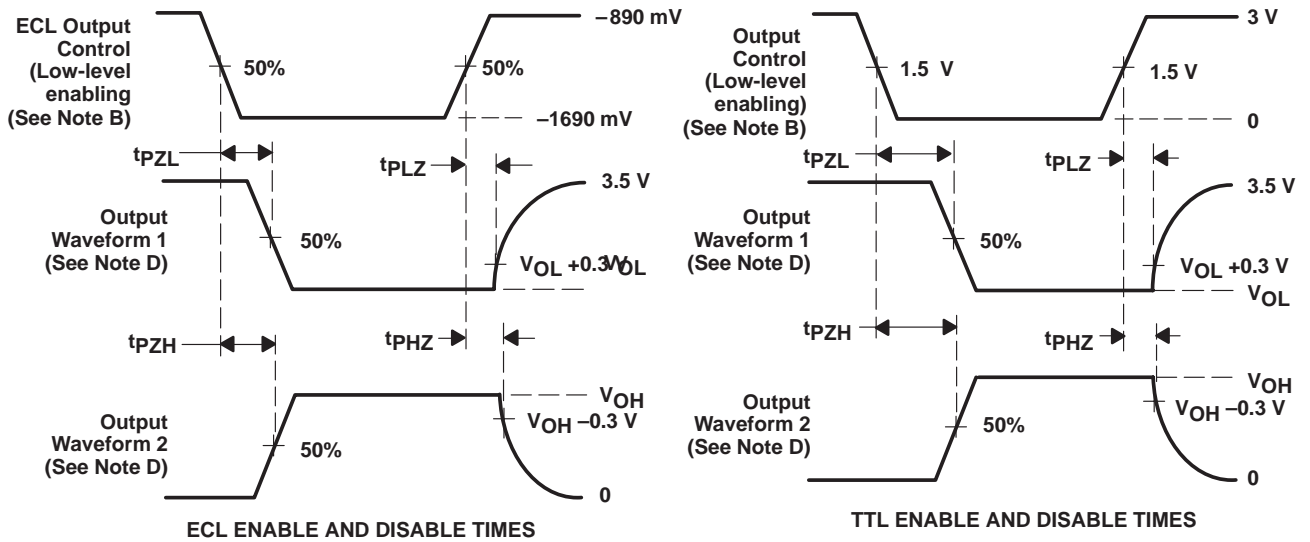 ECL Output
Control
(Low-level
enabling
(See Note B)
50%
50%
–890 mV
–1690 mV
tPZL
tPLZ
3.5 V
Output
Waveform 1
(See Note D)
50%
VOL +0.3 V
VOL
tPZH
tPHZ
VOH
VOH –0.3 V
Output
Waveform 2
(See Note D)
50%
0
ECL ENABLE AND DISABLE TIMES
Output
Control
(Low-level
enabling)
(See Note B)
1.5 V
1.5 V
3 V
0
tPZL
tPLZ
3.5 V
Output
Waveform 1
(See Note D)
50%
VOL +0.3 V
VOL
tPZH
tPHZ
VOH
VOH –0.3 V
Output
Waveform 2
(See Note D)
50%
0
TTL ENABLE AND DISABLE TIMES